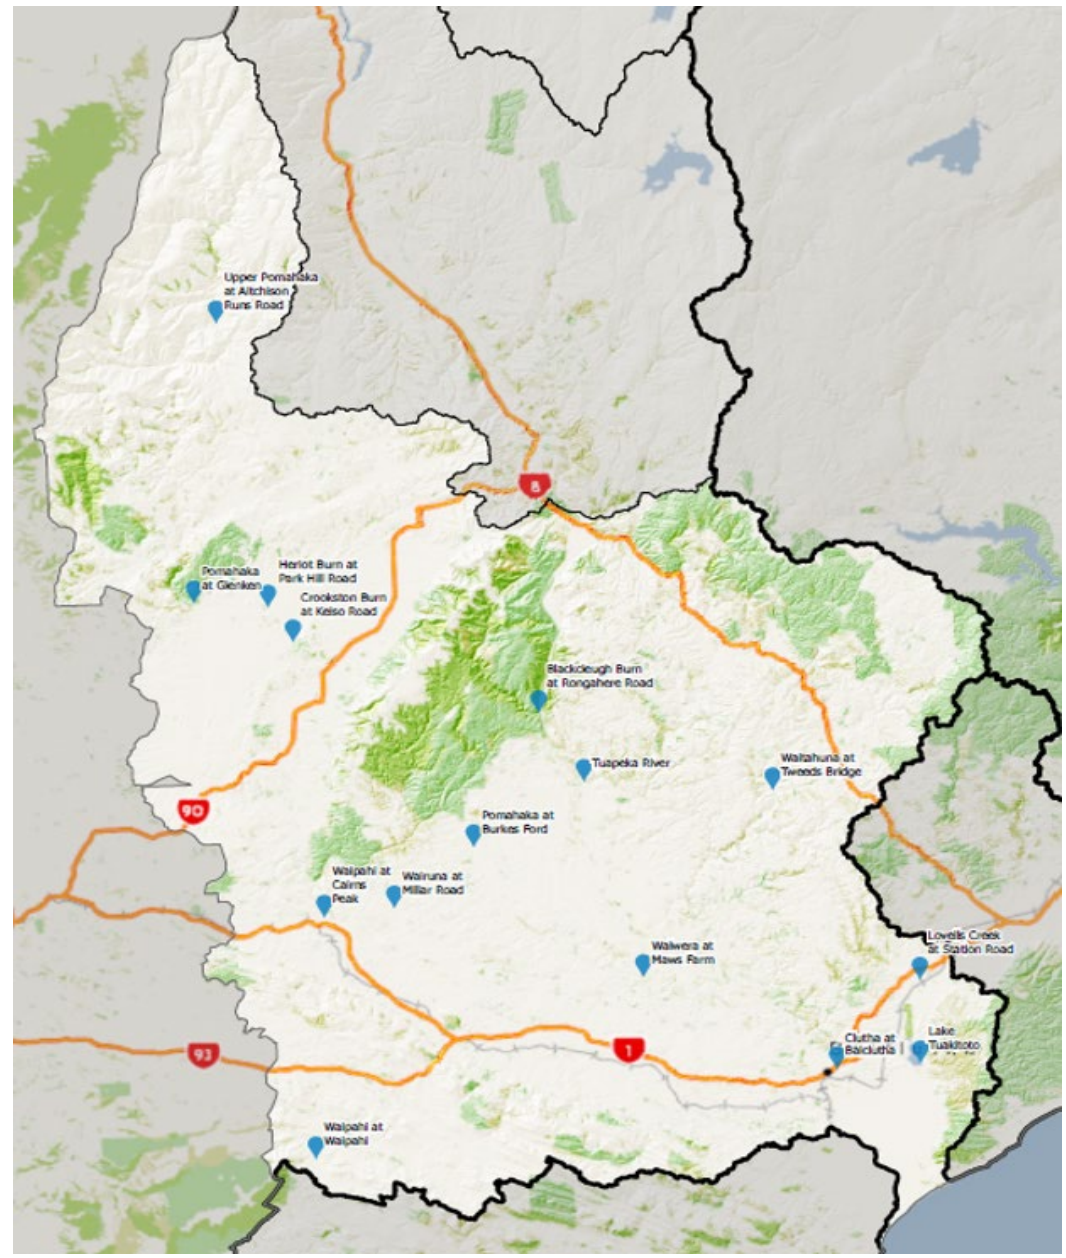 Upper Pomahaka
at Aitchison
Runs Road
8
Pomahaka
at Glenken
Heriot Burn at
Park Hill Road
Crookston Burn
at Kelso Road
Blackcleugh Burn
at Rongahere Road
Tuapeka River
Waitahuna at
Tweeds Bridge
90
Pomahaka at
Burkes Ford
Waipahi at
Cairns
Peak
Wairuna at
Millar Road
Waiwera at
Maws Farm
Lovells Creek
at Station Road
Clutha at
Balclutha
Lake
Tuakitoto
1
93
Waipahi at
Waipahi